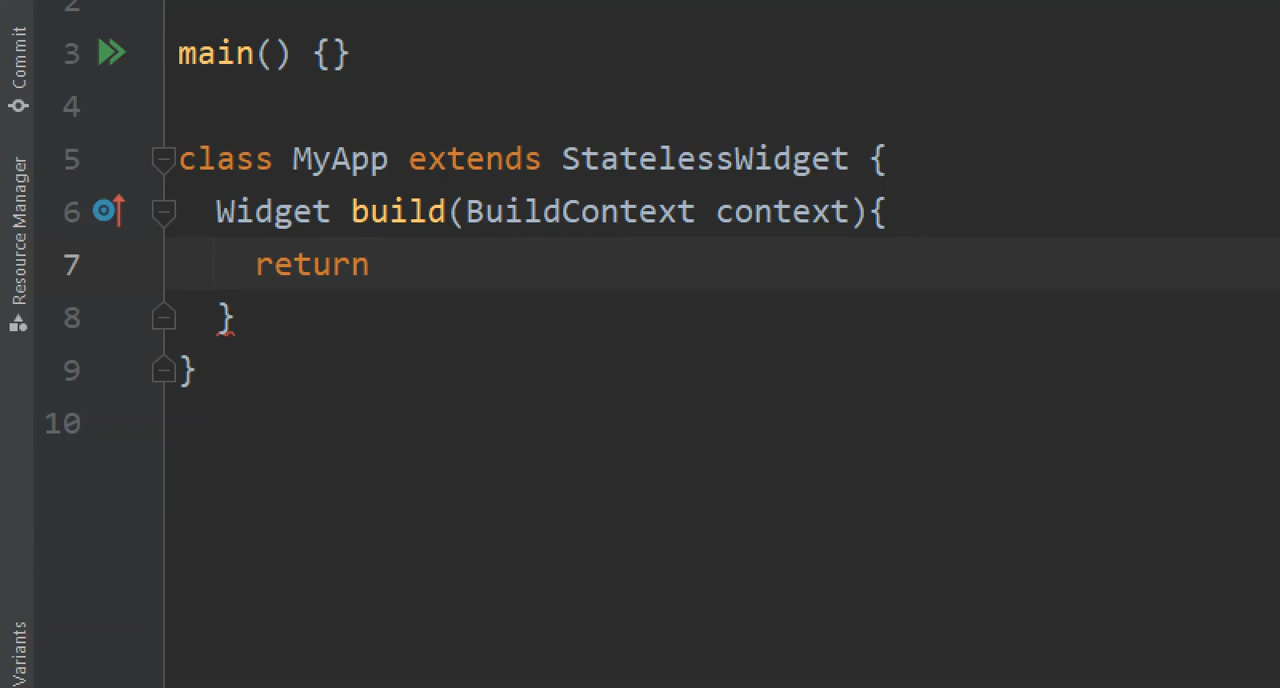 Commit
Resource Manager
Variants
2
3 main() {}
4
5 class MyApp extends StatelessWidget {
6 Widget build(BuildContext context){
7 return
8 }
9 }
10